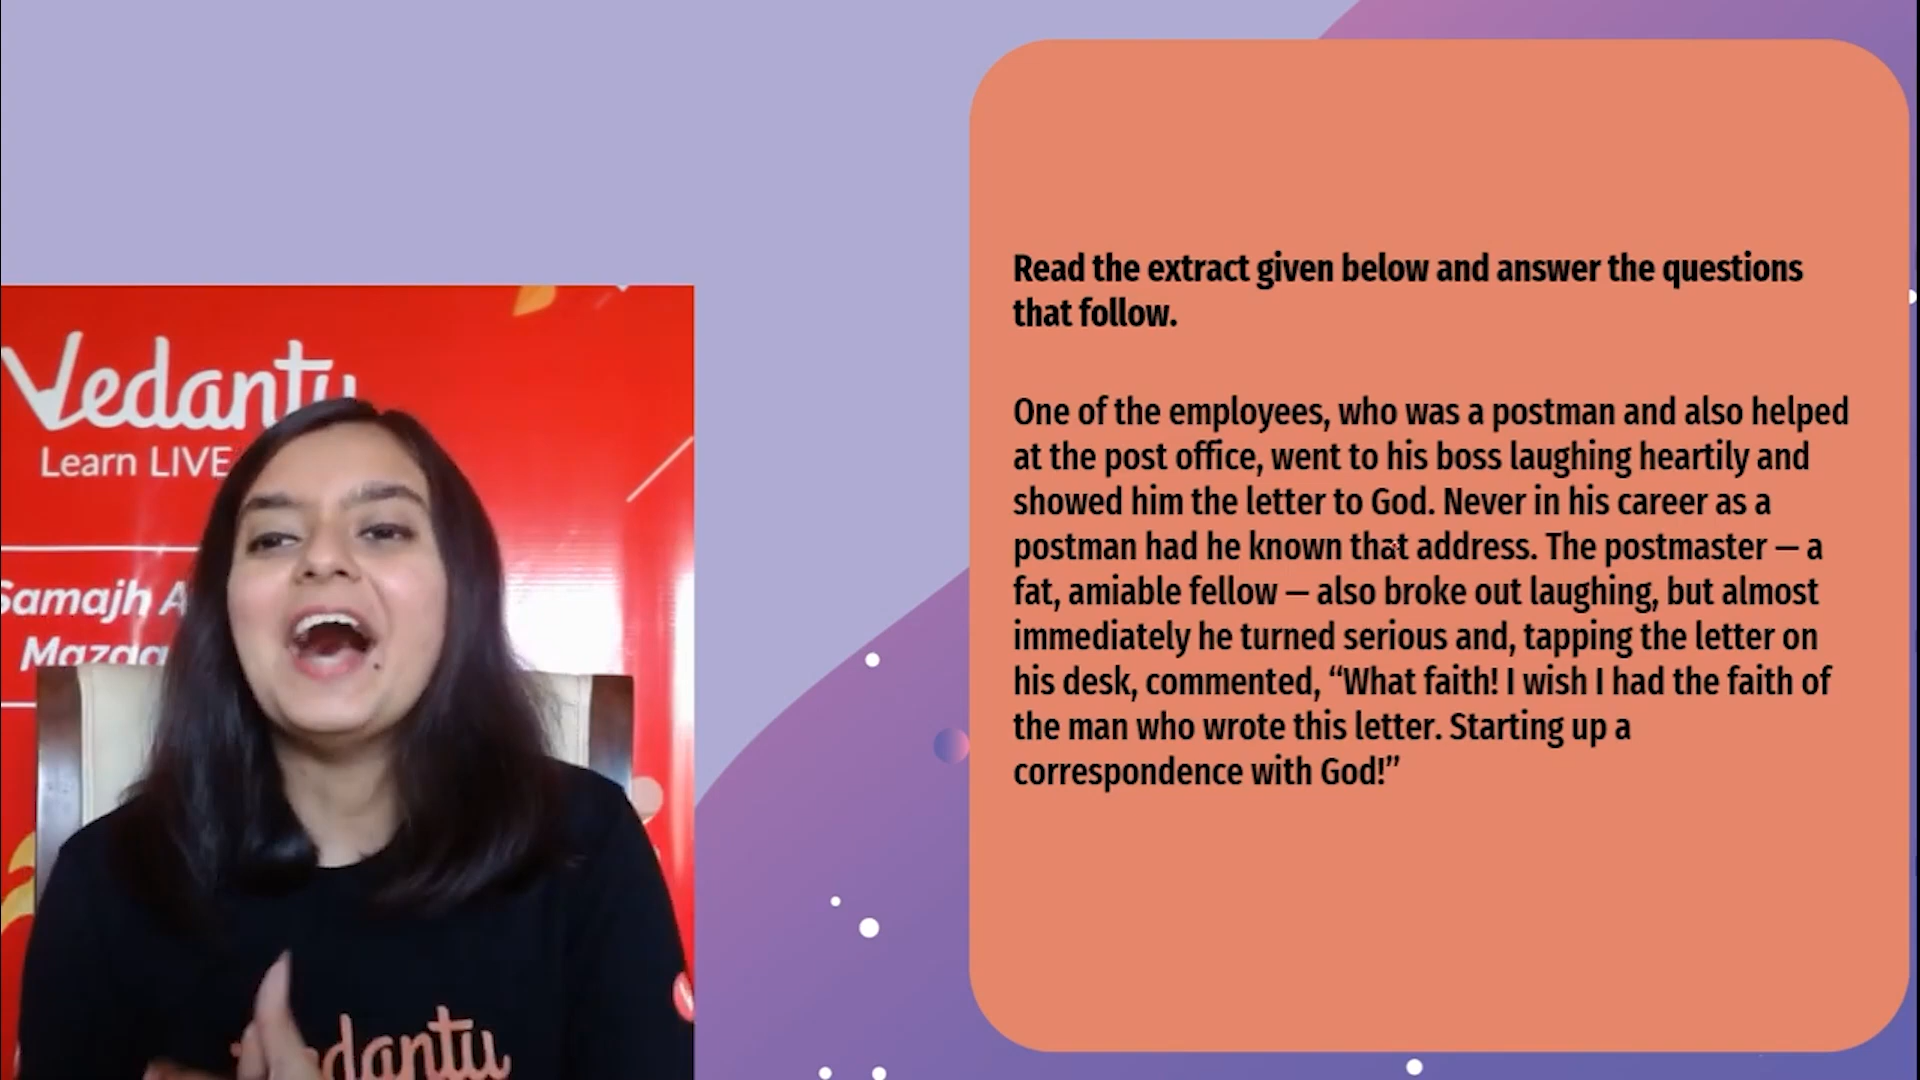 Vedantu
Learn LIVE
Samajh A
Mazaa
Read the extract given below and answer the questions
that follow.
One of the employees, who was a postman and also helped
at the post office, went to his boss laughing heartily and
showed him the letter to God. Never in his career as a
postman had he known that address. The postmaster – a
fat, amiable fellow – also broke out laughing, but almost
immediately he turned serious and, tapping the letter on
his desk, commented, “What faith! I wish I had the faith of
the man who wrote this letter. Starting up a
correspondence with God!”
Vedantu